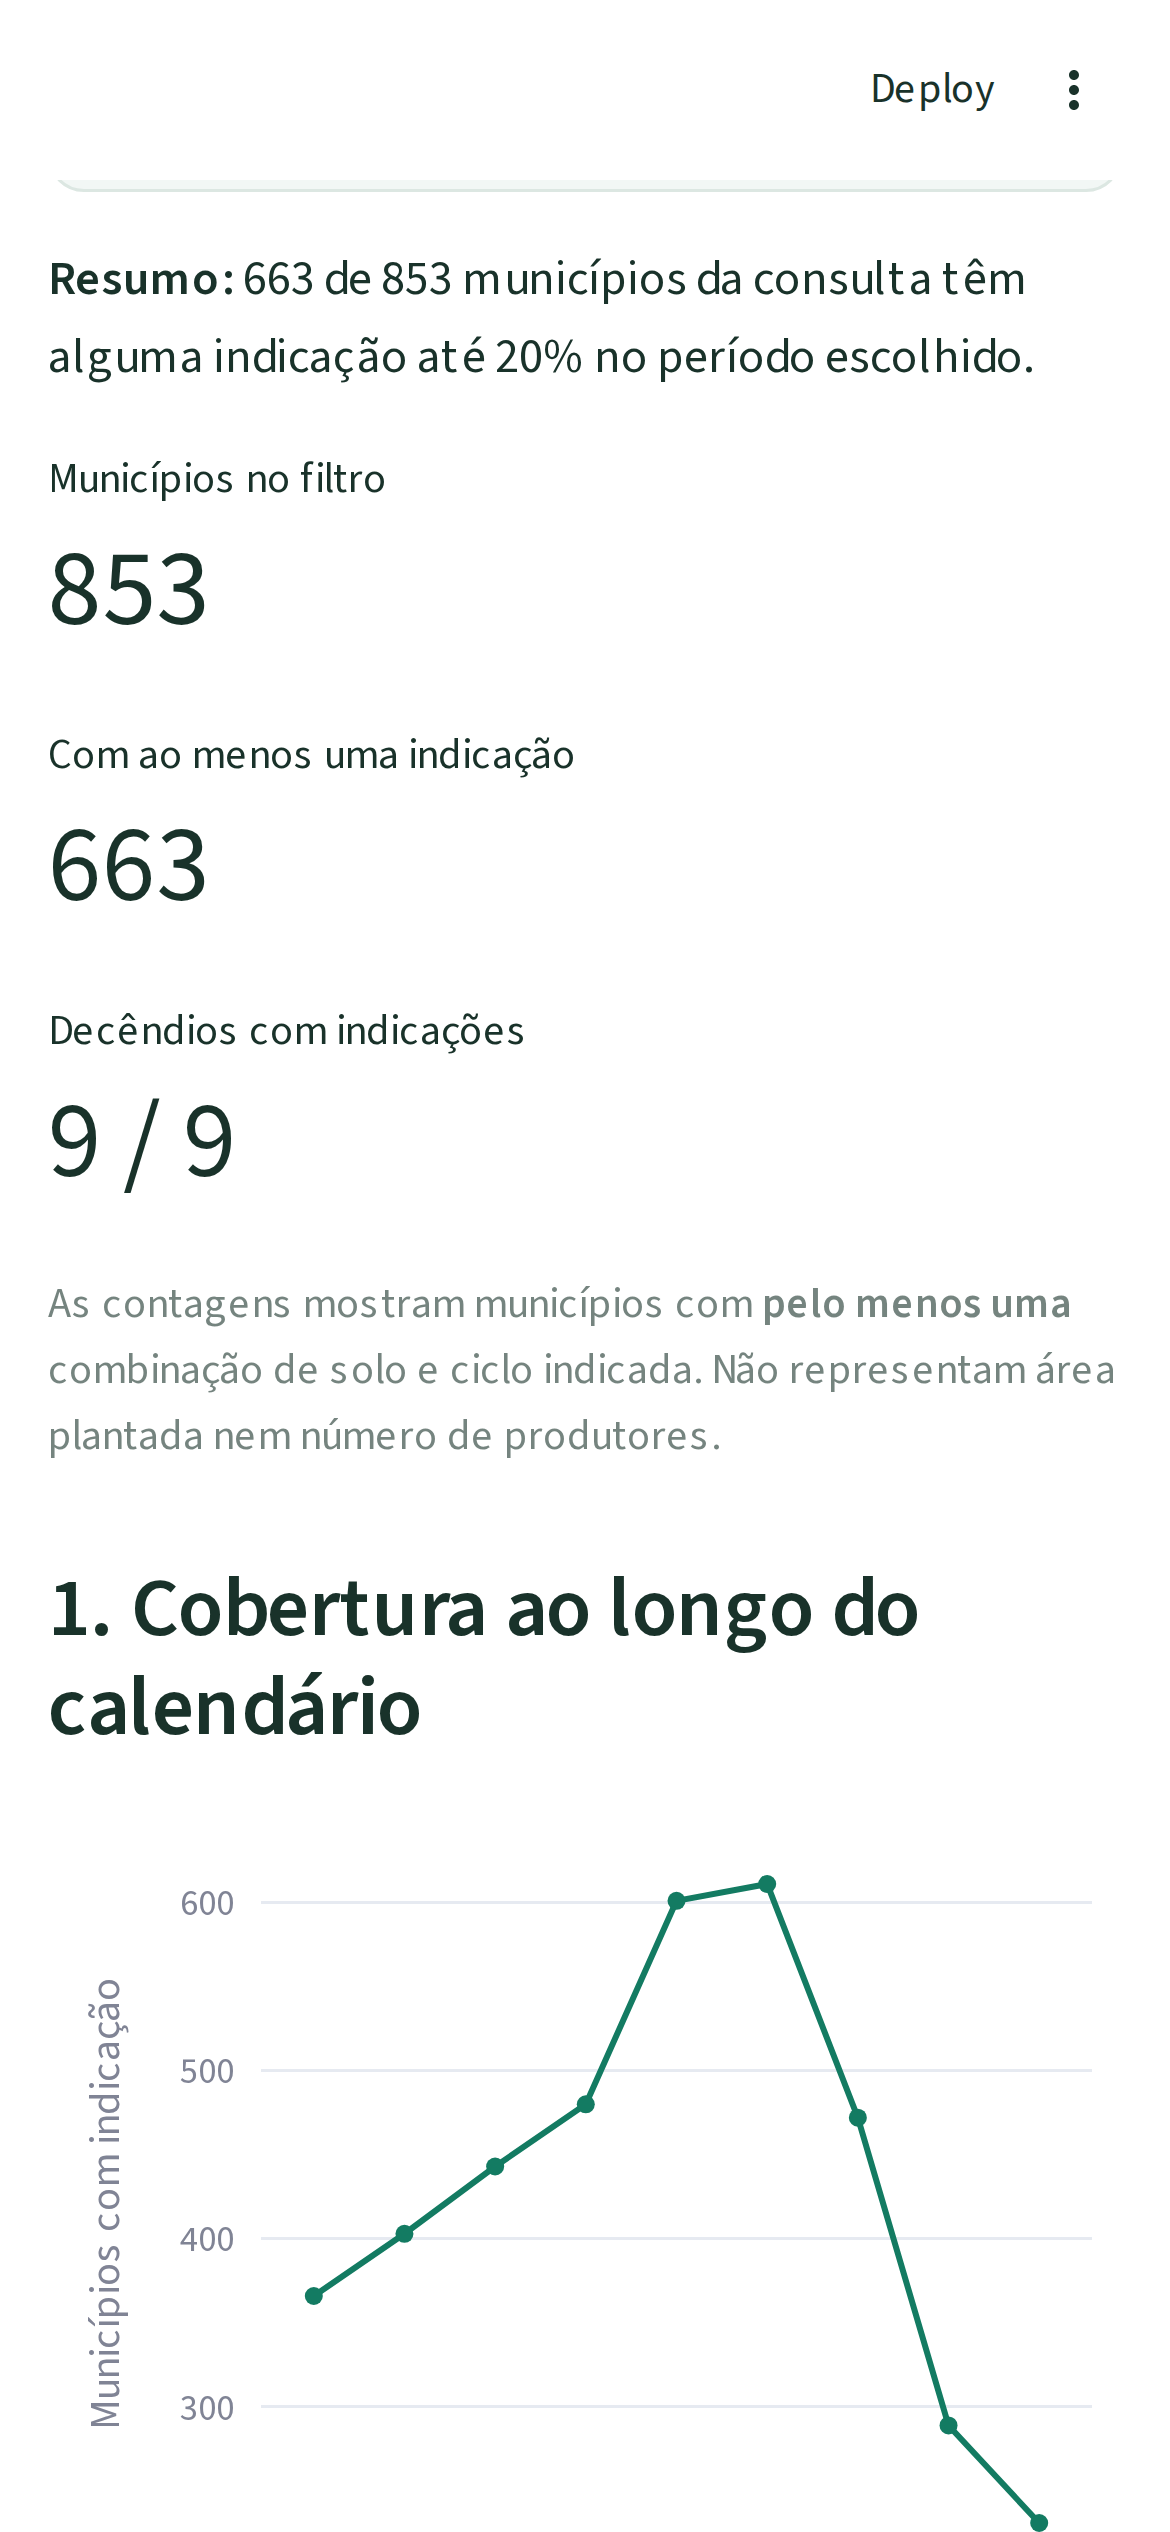 Deploy
Resumo: 663 de 853 municípios da consulta têm
alguma indicação até 20% no período escolhido.
Municípios no filtro
853
Com ao menos uma indicação
663
Decêndios com indicações
9 / 9
As contagens mostram municípios com pelo menos uma
combinação de solo e ciclo indicada. Não representam área
plantada nem número de produtores.
1. Cobertura ao longo do
calendário
Municípios com indicação
600
500
400
300